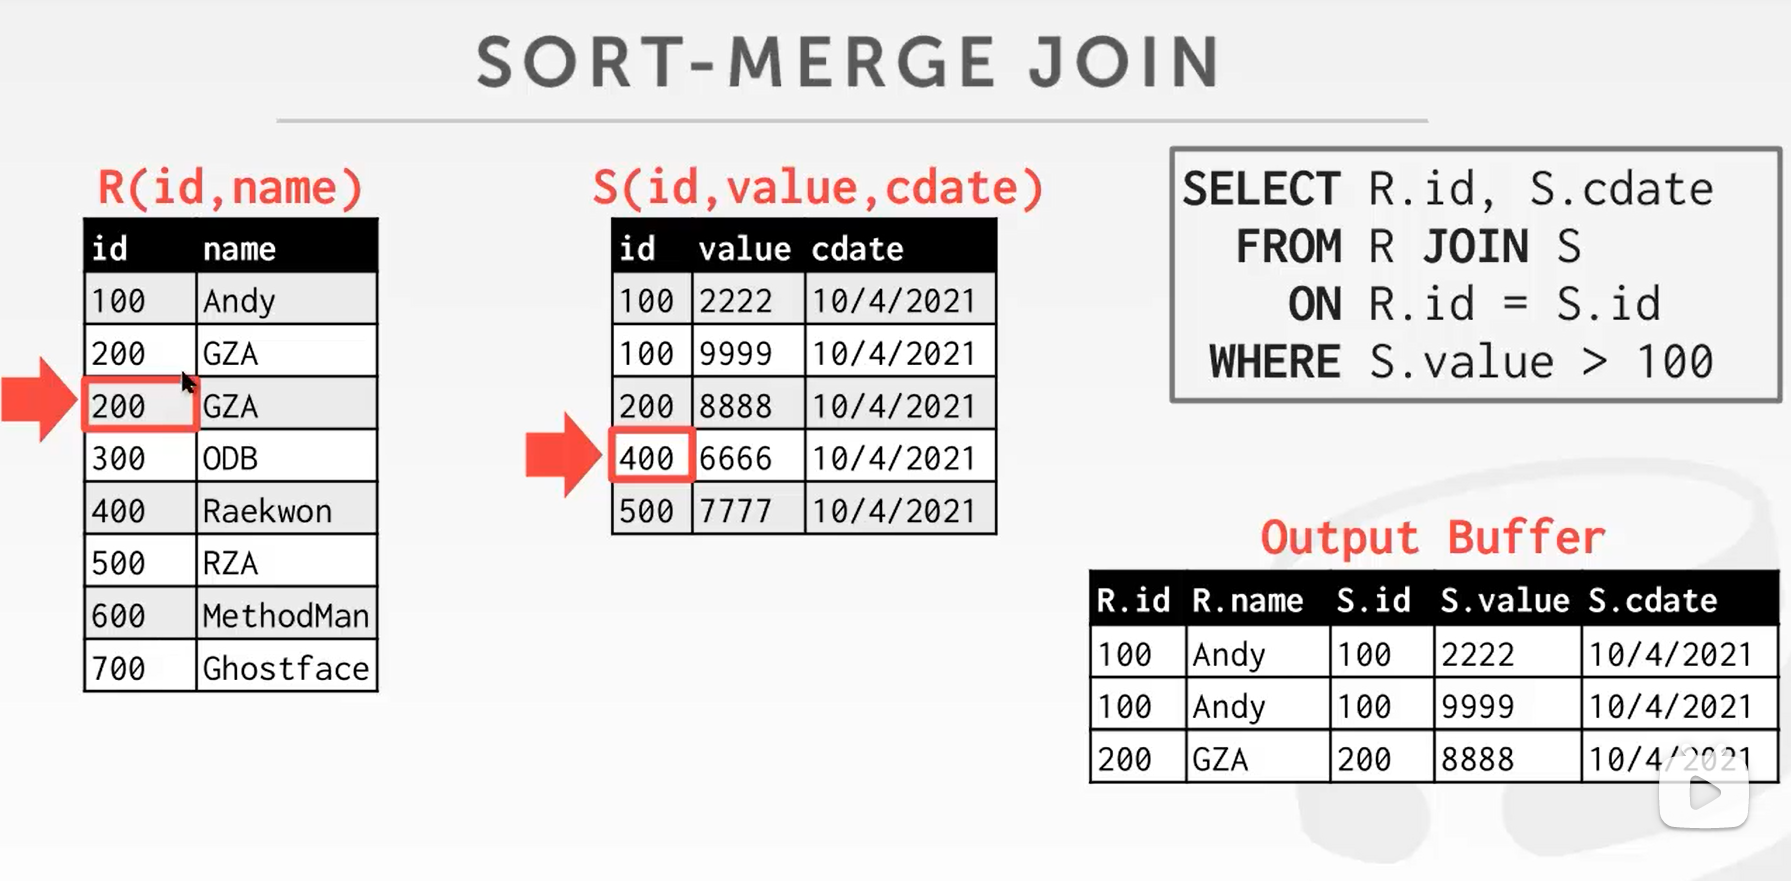 SORT-MERGE JOIN
R(id,name)
id name
100 Andy
200 GZA
200 GZA
300 ODB
400 Raekwon
500 RZA
600 MethodMan
700 Ghostface
S(id,value,cdate)
id value cdate
100 2222 10/4/2021
100 9999 10/4/2021
200 8888 10/4/2021
400 6666 10/4/2021
500 7777 10/4/2021
SELECT R.id, S.cdate
FROM R JOIN S
ON R.id = S.id
WHERE S.value > 100
Output Buffer
R.id R.name S.id S.value S.cdate
100 Andy 100 2222 10/4/2021
100 Andy 100 9999 10/4/2021
200 GZA 200 8888 10/4/2021